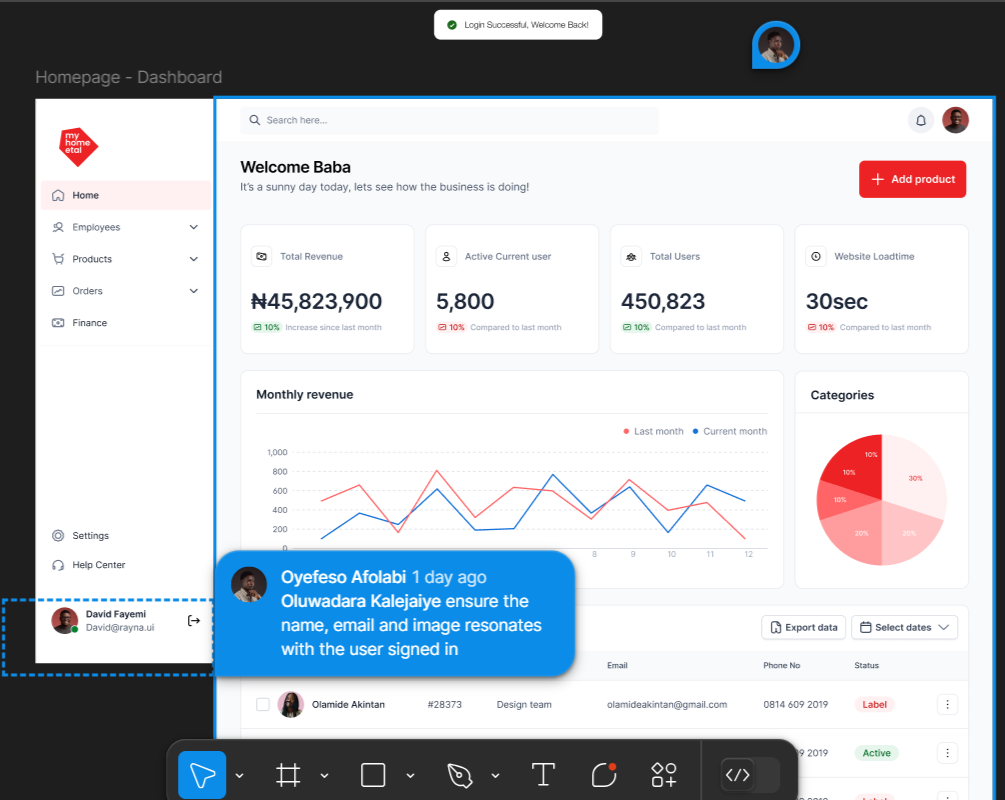 Login Successful, Welcome Back!
Homepage - Dashboard
my
home
etal
Search here...
Home
Employees
Products
Orders
Finance
Settings
Help Center
David Fayemi
David@rayna.ui
Welcome Baba
It's a sunny day today, lets see how the business is doing!
Add product
Total Revenue
₦45,823,900
10% Increase since last month
Active Current user
5,800
10% Compared to last month
Total Users
450,823
10% Compared to last month
Website Loadtime
30sec
10% Compared to last month
Monthly revenue
Last month Current month
1,000
800
600
400
200
0
8 9 10 11 12
Categories
10%
10%
30%
10%
20%
20%
Oyefeso Afolabi 1 day ago
Oluwadara Kalejaiye ensure the
name, email and image resonates
with the user signed in
Export data Select dates
Email Phone No Status
Olamide Akintan #28373 Design team olamideakintan@gmail.com 0814 609 2019 Label
9 2019 Active